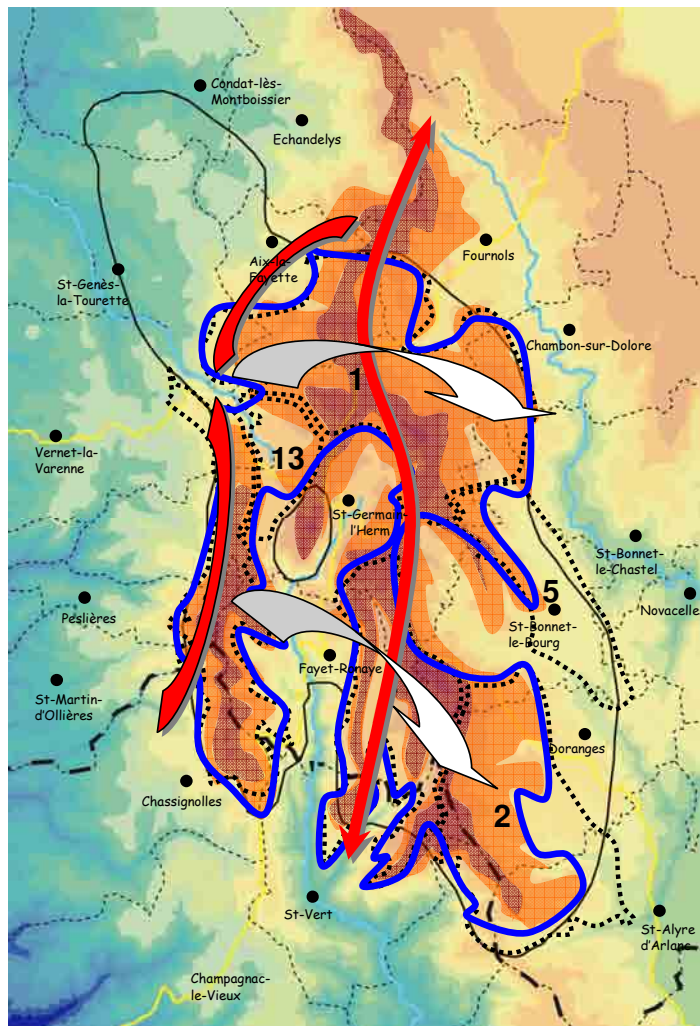 Condat-lès-
Montboissier
Echandelys
Aix-la-
Fayette
Fournols
St-Genès-
la-Tourette
Chambon-sur-Dolore
1
Vernet-la-
Varenne
13
St-Germain-
l'Herm
St-Bonnet-
le-Chastel
5
Novacelle
Peslières
St-Bonnet-
le-Bourg
Fayet-Ronaye
St-Martin-
d'Ollières
Doranges
Chassignolles
2
St-Vert
St-Alyre
d'Arlanc
Champagnac-
le-Vieux